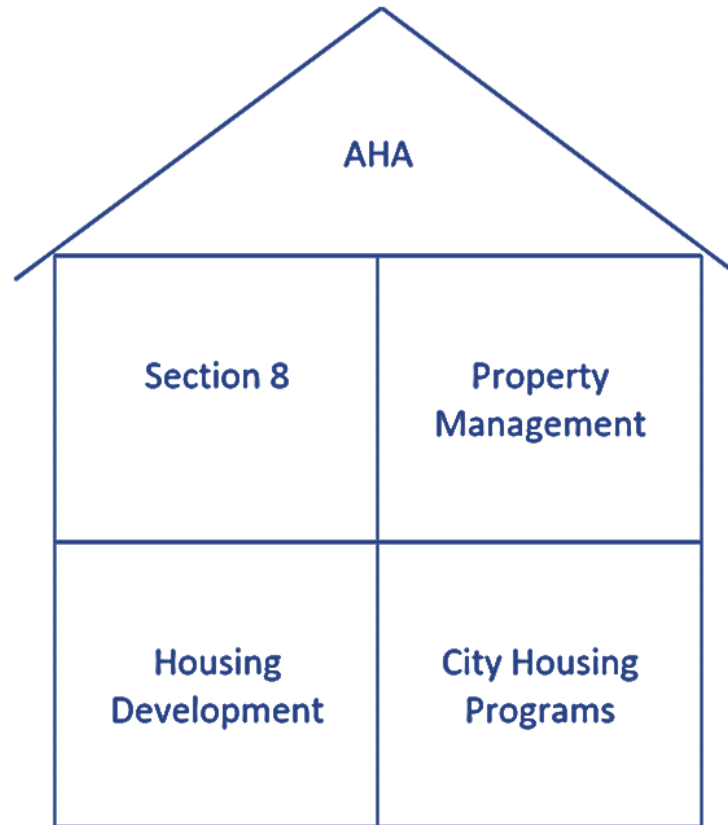 AHA
Section 8
Property
Management
Housing
Development
City Housing
Programs